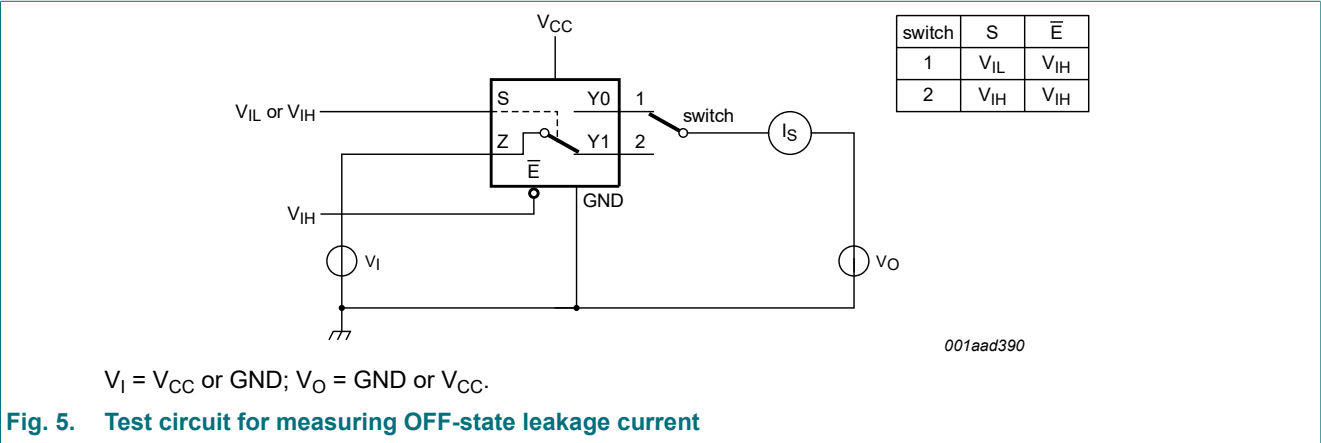 VCC
switch S E̅
1 VIL VIH
2 VIH VIH
VIL or VIH
S Y0 1
switch
IS
Z Y1 2
E̅
GND
VIH
VI
VO
001aad390
VI = VCC or GND; VO = GND or VCC.
Fig. 5. Test circuit for measuring OFF-state leakage current